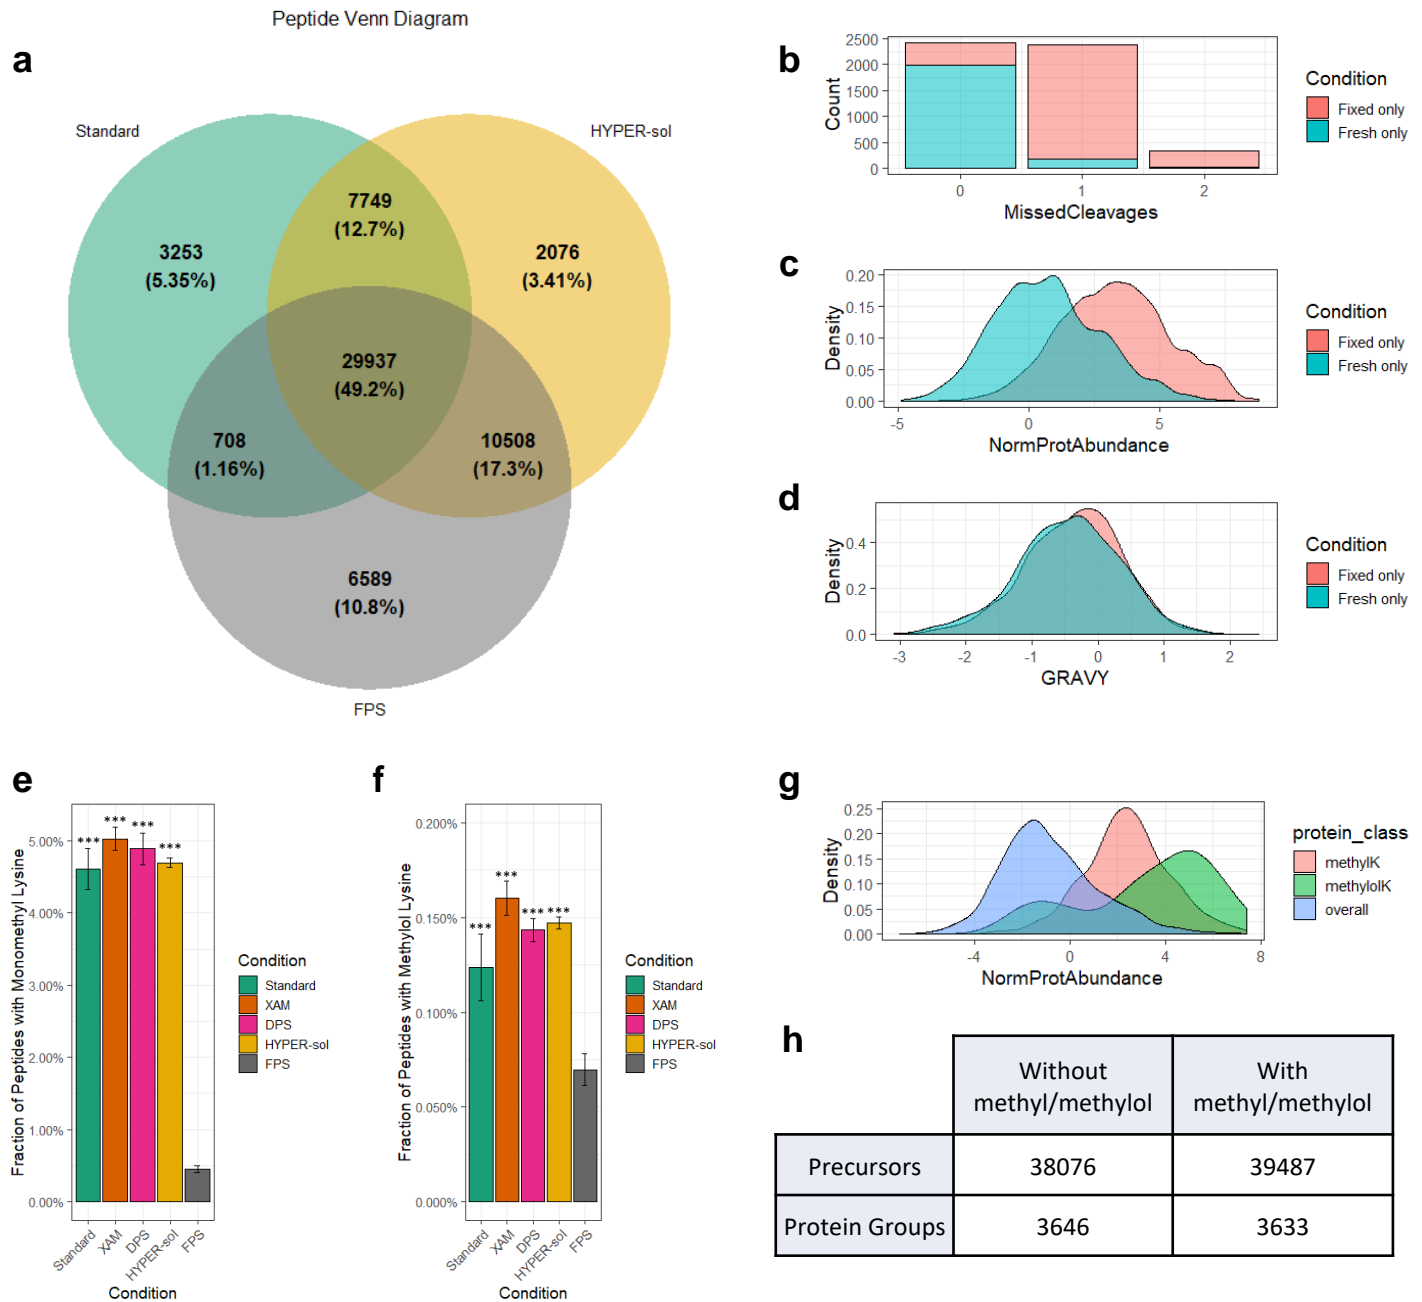 Peptide Venn Diagram
a
Standard
HYPER-sol
7749
(12.7%)
3253
(5.35%)
2076
(3.41%)
29937
(49.2%)
708
(1.16%)
10508
(17.3%)
6589
(10.8%)
FPS
b
2500
2000
1500
1000
500
0
Count
0
1
2
MissedCleavages
Condition
Fixed only
Fresh only
c
0.20
0.15
0.10
0.05
0.00
Density
-5
0
5
NormProtAbundance
Condition
Fixed only
Fresh only
d
0.4
0.2
0.0
Density
-3
-2
-1
0
1
2
GRAVY
Condition
Fixed only
Fresh only
e
5.00%
4.00%
3.00%
2.00%
1.00%
0.00%
Fraction of Peptides with Monomethyl Lysine
***
***
***
***
Standard
XAM
DPS
HYPER-sol
FPS
Condition
Condition
Standard
XAM
DPS
HYPER-sol
FPS
f
0.200%
0.150%
0.100%
0.050%
0.000%
Fraction of Peptides with Methylol Lysine
***
***
***
***
Standard
XAM
DPS
HYPER-sol
FPS
Condition
Condition
Standard
XAM
DPS
HYPER-sol
FPS
g
0.25
0.20
0.15
0.10
0.05
0.00
Density
-4
0
4
8
NormProtAbundance
protein_class
methylK
methylolK
overall
h
Without
methyl/methylol
With
methyl/methylol
Precursors
38076
39487
Protein Groups
3646
3633